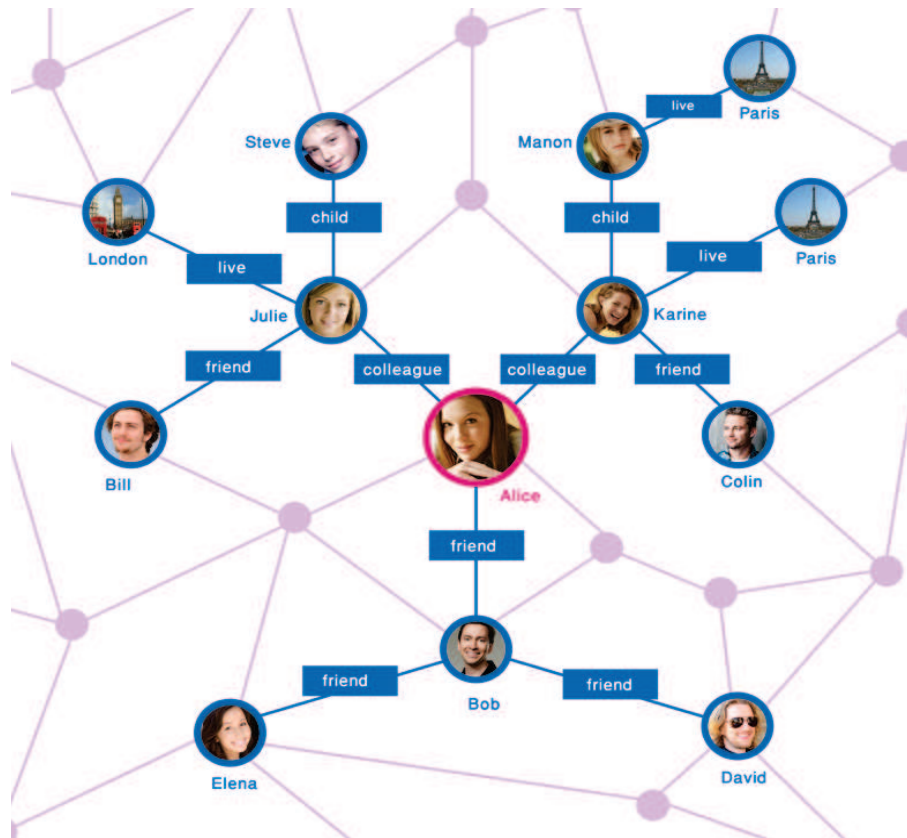 live
Paris
Steve
Manon
child
child
London
live
live
Paris
Julie
Karine
friend
colleague
colleague
friend
Bill
Alice
Colin
friend
friend
Bob
friend
Elena
David